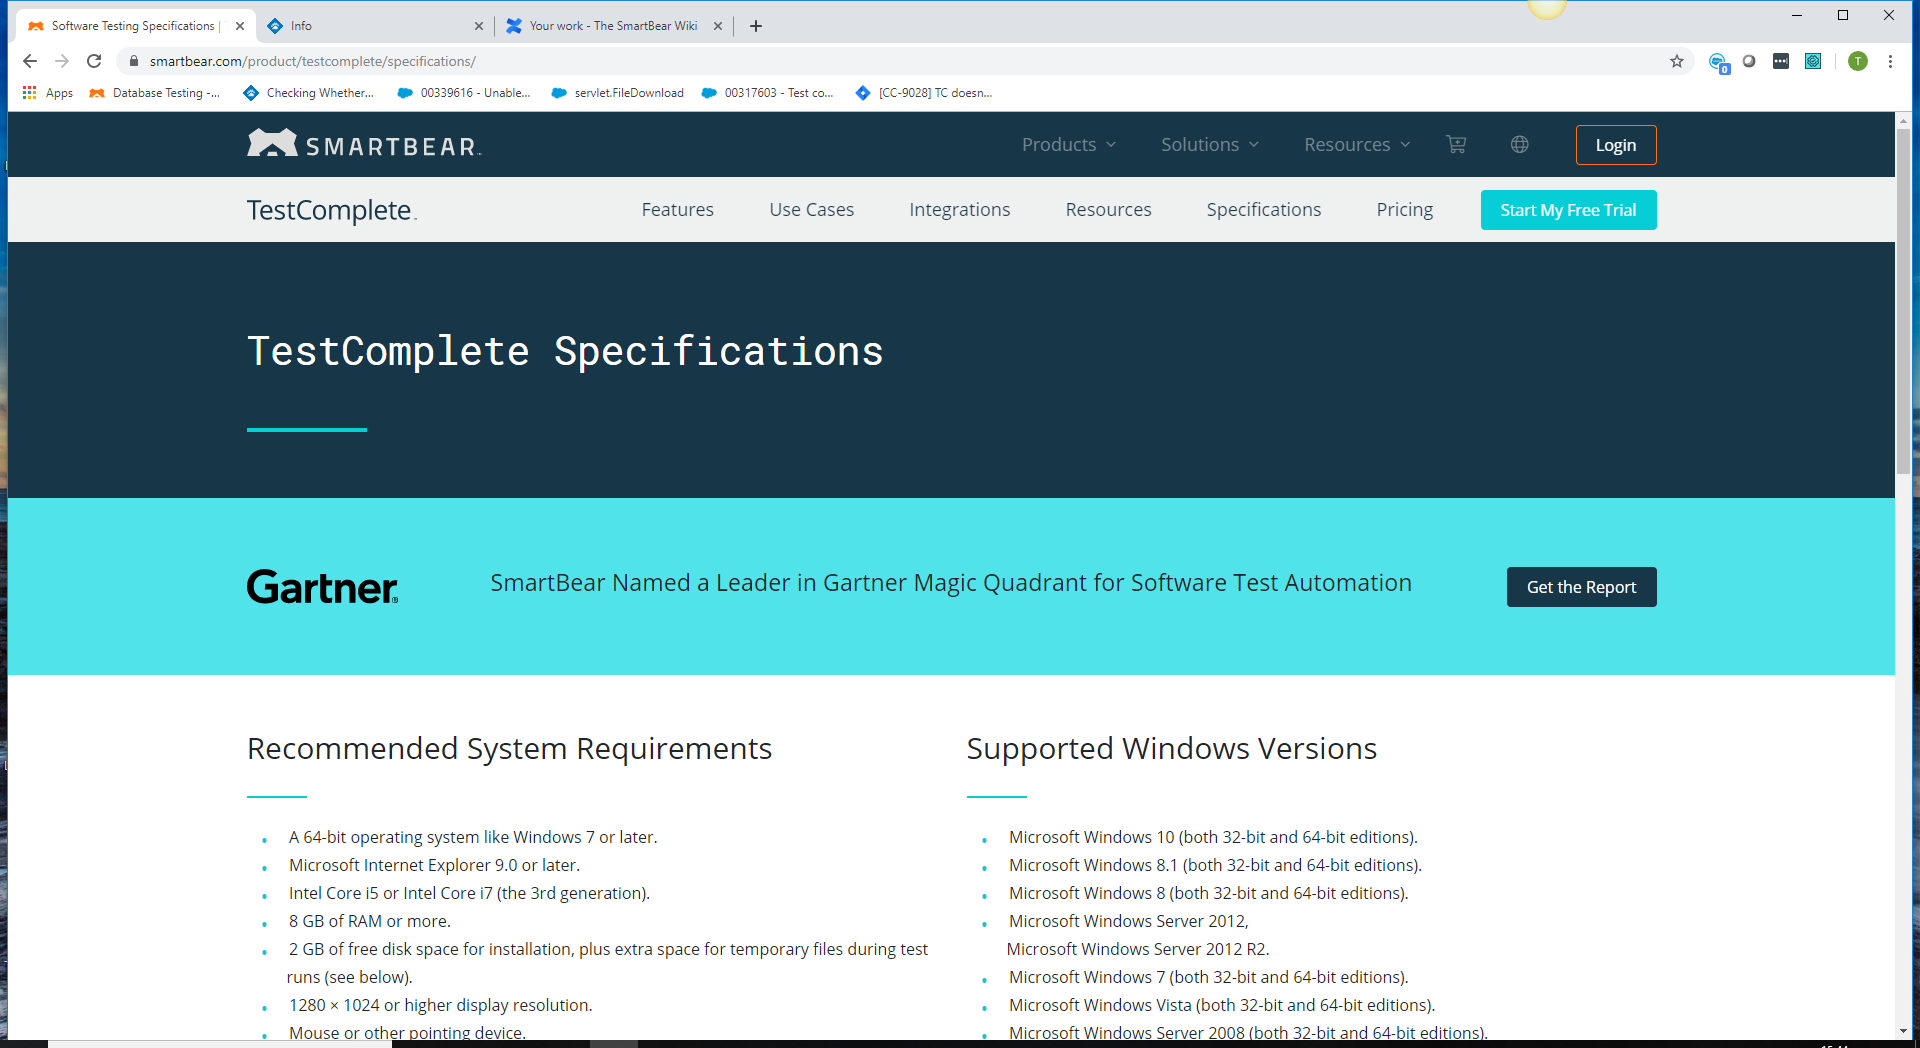 Software Testing Specifications |
Info
Your work - The SmartBear Wiki
smartbear.com/product/testcomplete/specifications/
0
T
Apps
Database Testing -...
Checking Whether...
00339616 - Unable...
servlet.FileDownload
00317603 - Test co...
[CC-9028] TC doesn...
SMARTBEAR
Products
Solutions
Resources
Login
TestComplete
Features
Use Cases
Integrations
Resources
Specifications
Pricing
Start My Free Trial
TestComplete Specifications
Gartner®
SmartBear Named a Leader in Gartner Magic Quadrant for Software Test Automation
Get the Report
Recommended System Requirements
A 64-bit operating system like Windows 7 or later.
Microsoft Internet Explorer 9.0 or later.
Intel Core i5 or Intel Core i7 (the 3rd generation).
8 GB of RAM or more.
2 GB of free disk space for installation, plus extra space for temporary files during test
runs (see below).
1280 × 1024 or higher display resolution.
Mouse or other pointing device.
Supported Windows Versions
Microsoft Windows 10 (both 32-bit and 64-bit editions).
Microsoft Windows 8.1 (both 32-bit and 64-bit editions).
Microsoft Windows 8 (both 32-bit and 64-bit editions).
Microsoft Windows Server 2012,
Microsoft Windows Server 2012 R2.
Microsoft Windows 7 (both 32-bit and 64-bit editions).
Microsoft Windows Vista (both 32-bit and 64-bit editions).
Microsoft Windows Server 2008 (both 32-bit and 64-bit editions).